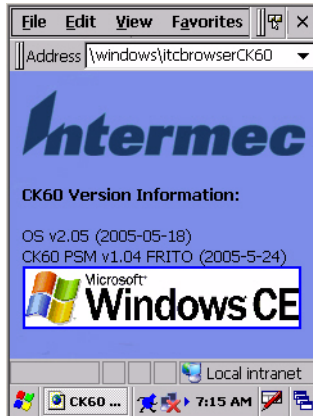 File Edit View Favorites
Address \windows\itcbrowserCK60
Intermec
CK60 Version Information:
OS v2.05 (2005-05-18)
CK60 PSM v1.04 FRITO (2005-5-24)
Microsoft
Windows CE
Local intranet
CK60 ... 7:15 AM